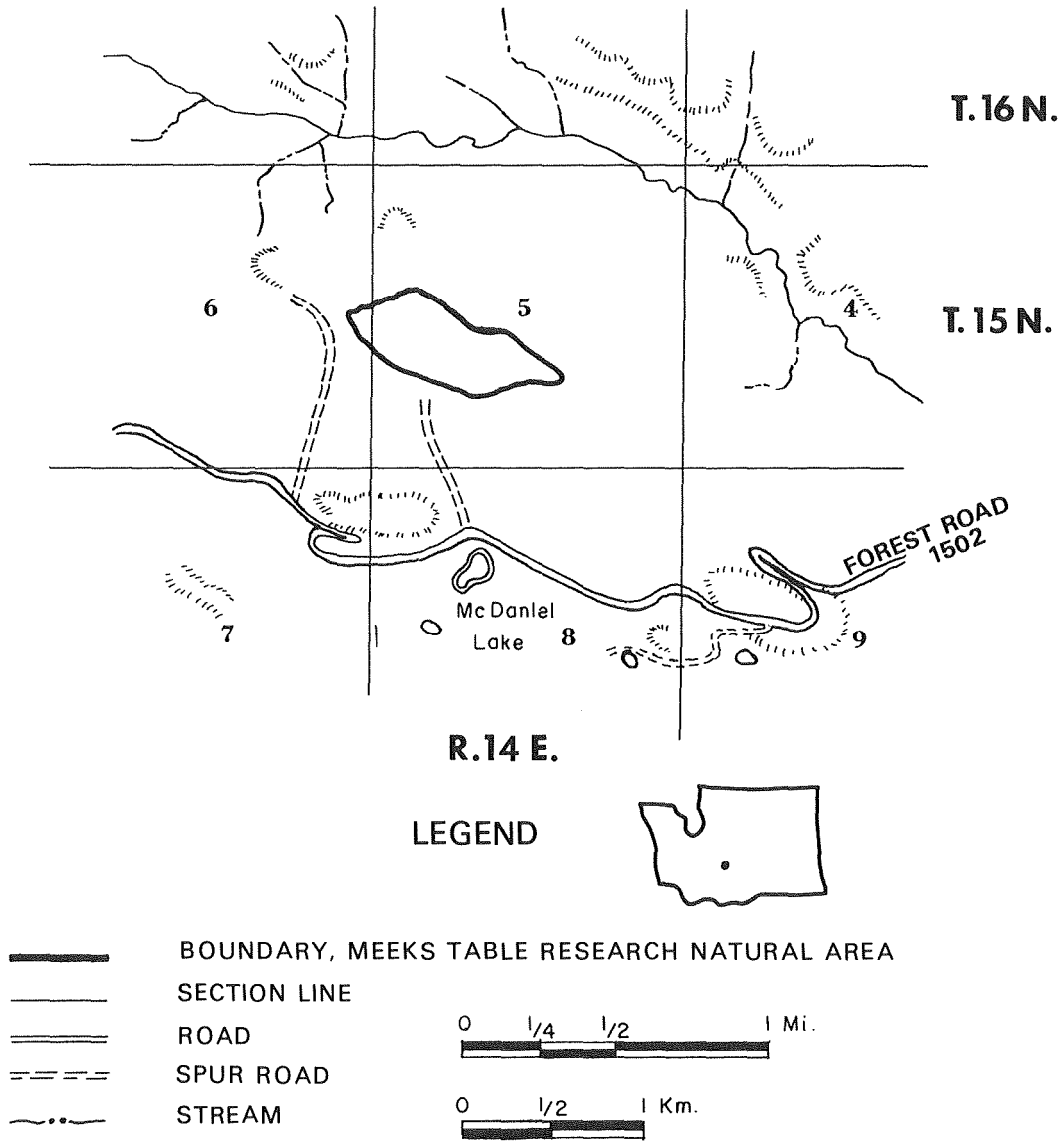 T. 16 N.
6
5
4
T. 15 N.
FOREST ROAD
1502
McDaniel
Lake
7
8
9
R. 14 E.
LEGEND
BOUNDARY, MEEKS TABLE RESEARCH NATURAL AREA
SECTION LINE
ROAD
SPUR ROAD
STREAM
0 1/4 1/2 1 Mi.
0 1/2 1 Km.